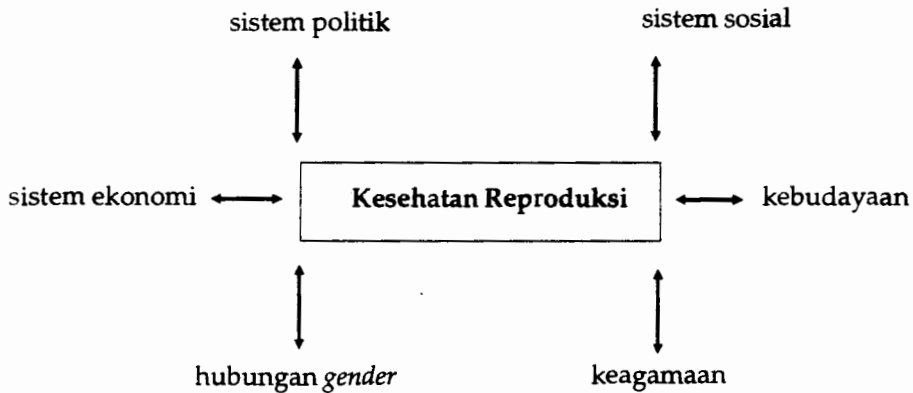 sistem politik
sistem sosial
sistem ekonomi
Kesehatan Reproduksi
kebudayaan
hubungan gender
keagamaan